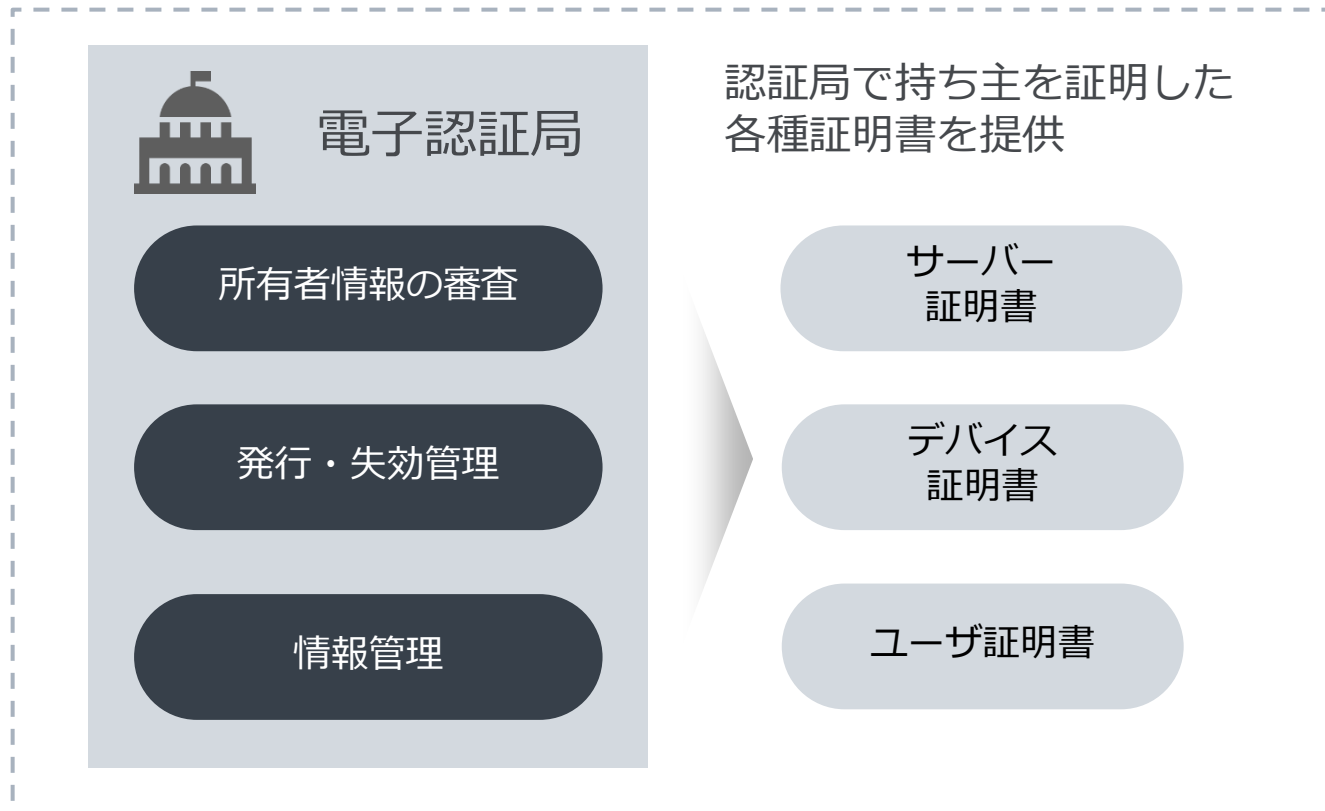 電子認証局
所有者情報の審査
発行・失効管理
情報管理
認証局で持ち主を証明した
各種証明書を提供
サーバー
証明書
デバイス
証明書
ユーザ証明書